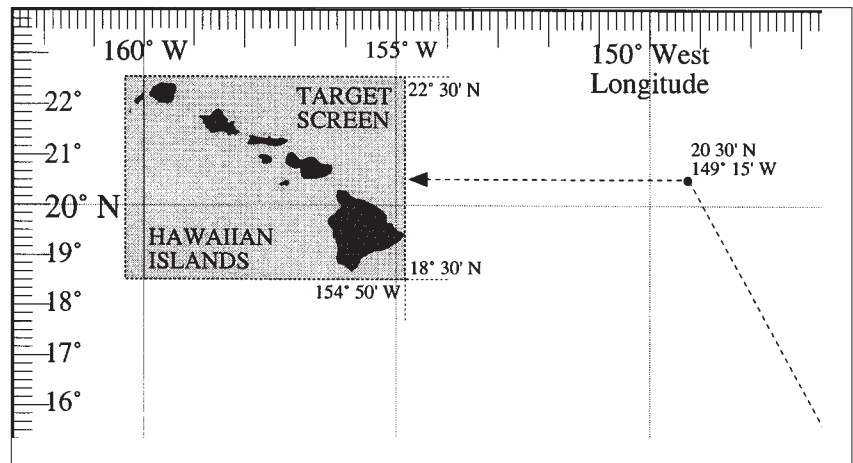 160° W
155° W
150° West
Longitude
22°
21°
20° N
19°
18°
17°
16°
TARGET
SCREEN
HAWAIIAN
ISLANDS
22° 30' N
20 30' N
149° 15' W
18° 30' N
154° 50' W